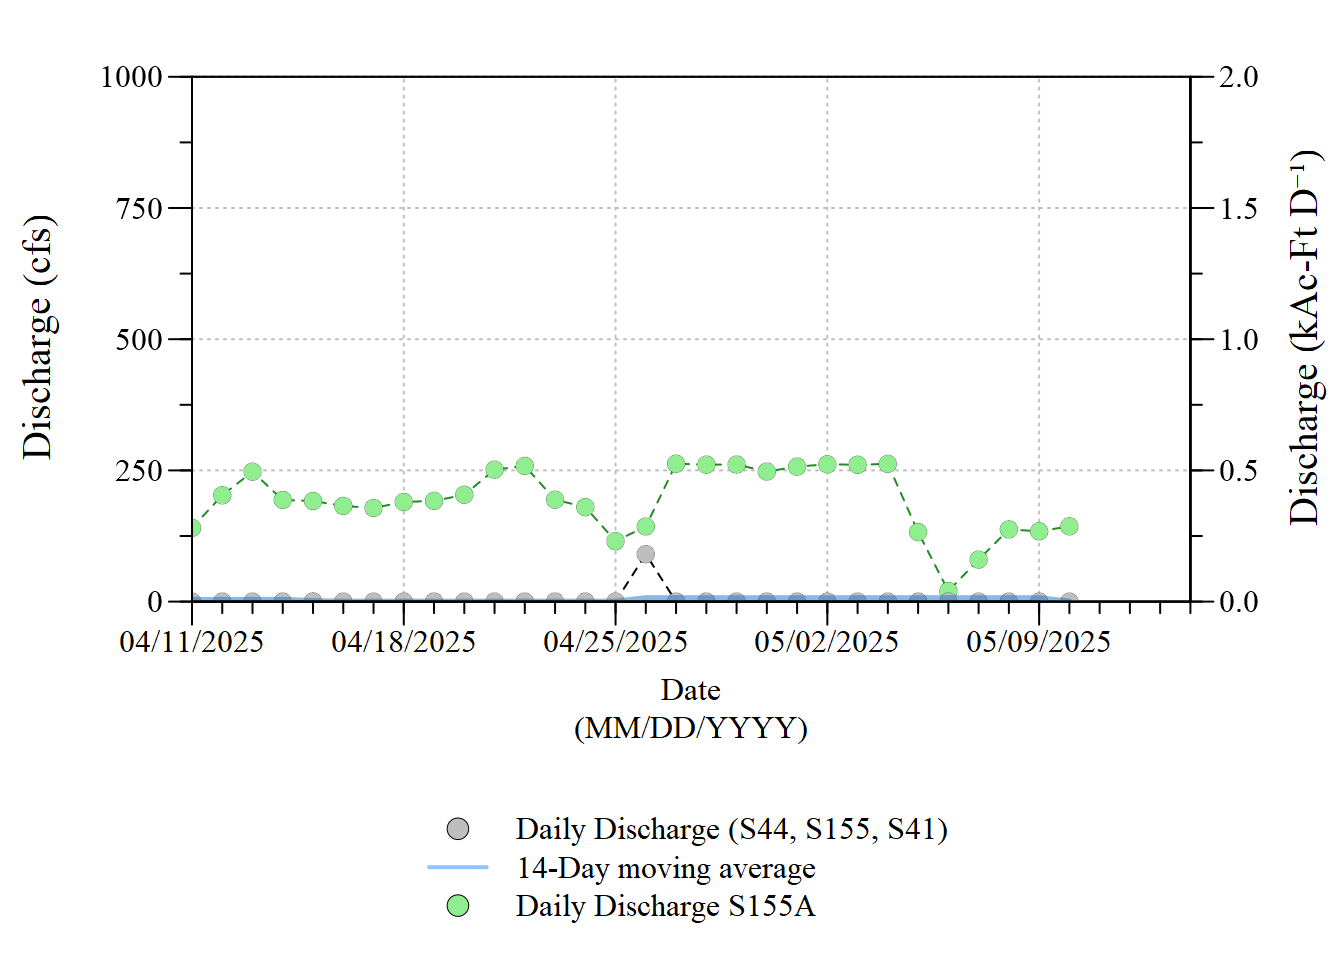 1000
750
500
250
0
Discharge (cfs)
2.0
1.5
1.0
0.5
0.0
Discharge (kAc-Ft D⁻¹)
04/11/2025 04/18/2025 04/25/2025 05/02/2025 05/09/2025
Date
(MM/DD/YYYY)
Daily Discharge (S44, S155, S41)
14-Day moving average
Daily Discharge S155A